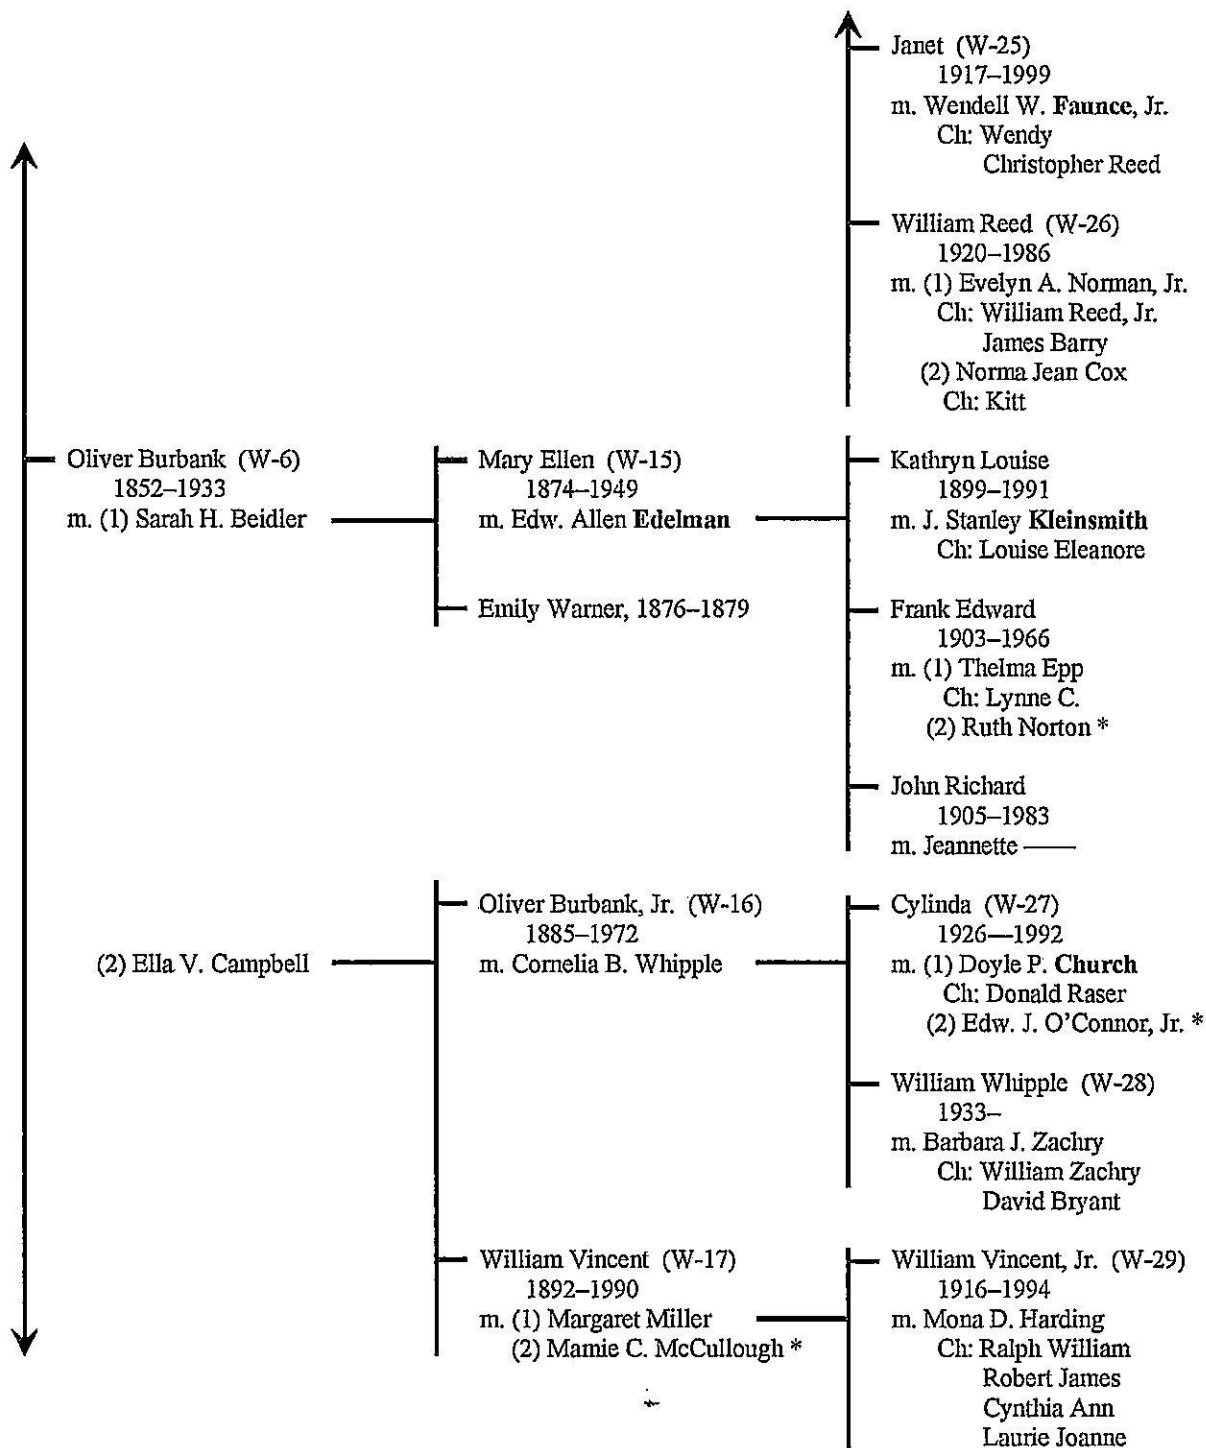 Janet (W-25)
1917–1999
m. Wendell W. Faunce, Jr.
Ch: Wendy
Christopher Reed
William Reed (W-26)
1920–1986
m. (1) Evelyn A. Norman, Jr.
Ch: William Reed, Jr.
James Barry
(2) Norma Jean Cox
Ch: Kitt
Oliver Burbank (W-6)
1852–1933
m. (1) Sarah H. Beidler
Mary Ellen (W-15)
1874–1949
m. Edw. Allen Edelman
Emily Warner, 1876–1879
Kathryn Louise
1899–1991
m. J. Stanley Kleinsmith
Ch: Louise Eleanore
Frank Edward
1903–1966
m. (1) Thelma Epp
Ch: Lynne C.
(2) Ruth Norton *
John Richard
1905–1983
m. Jeannette ——
(2) Ella V. Campbell
Oliver Burbank, Jr. (W-16)
1885–1972
m. Cornelia B. Whipple
Cylinda (W-27)
1926—1992
m. (1) Doyle P. Church
Ch: Donald Raser
(2) Edw. J. O'Connor, Jr. *
William Whipple (W-28)
1933–
m. Barbara J. Zachry
Ch: William Zachry
David Bryant
William Vincent (W-17)
1892–1990
m. (1) Margaret Miller
(2) Mamie C. McCullough *
William Vincent, Jr. (W-29)
1916–1994
m. Mona D. Harding
Ch: Ralph William
Robert James
Cynthia Ann
Laurie Joanne